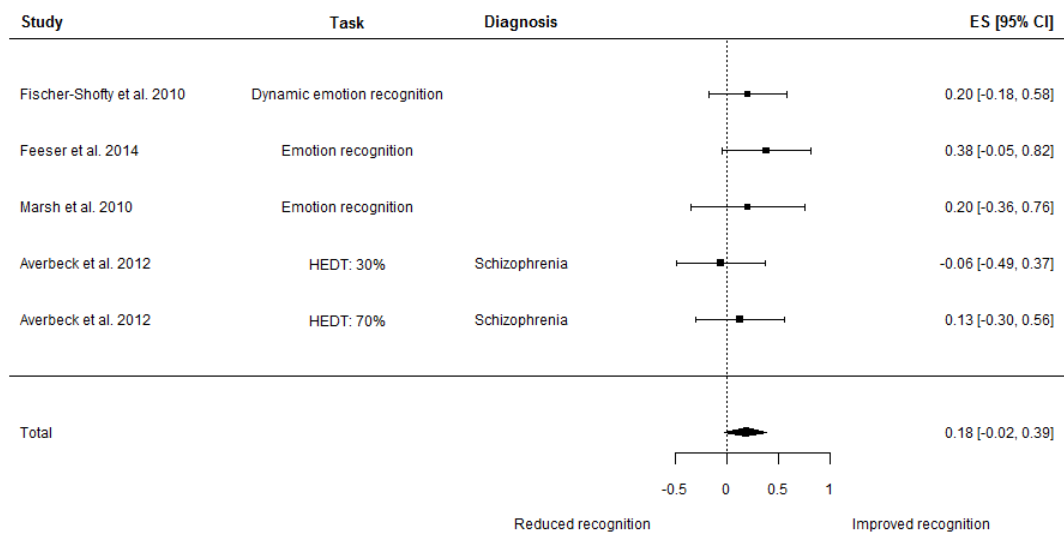 Study Task Diagnosis ES [95% CI]
Fischer-Shofty et al. 2010 Dynamic emotion recognition 0.20 [-0.18, 0.58]
Feeser et al. 2014 Emotion recognition 0.38 [-0.05, 0.82]
Marsh et al. 2010 Emotion recognition 0.20 [-0.36, 0.76]
Averbeck et al. 2012 HEDT: 30% Schizophrenia -0.06 [-0.49, 0.37]
Averbeck et al. 2012 HEDT: 70% Schizophrenia 0.13 [-0.30, 0.56]
Total 0.18 [-0.02, 0.39]
-0.5 0 0.5 1
Reduced recognition Improved recognition